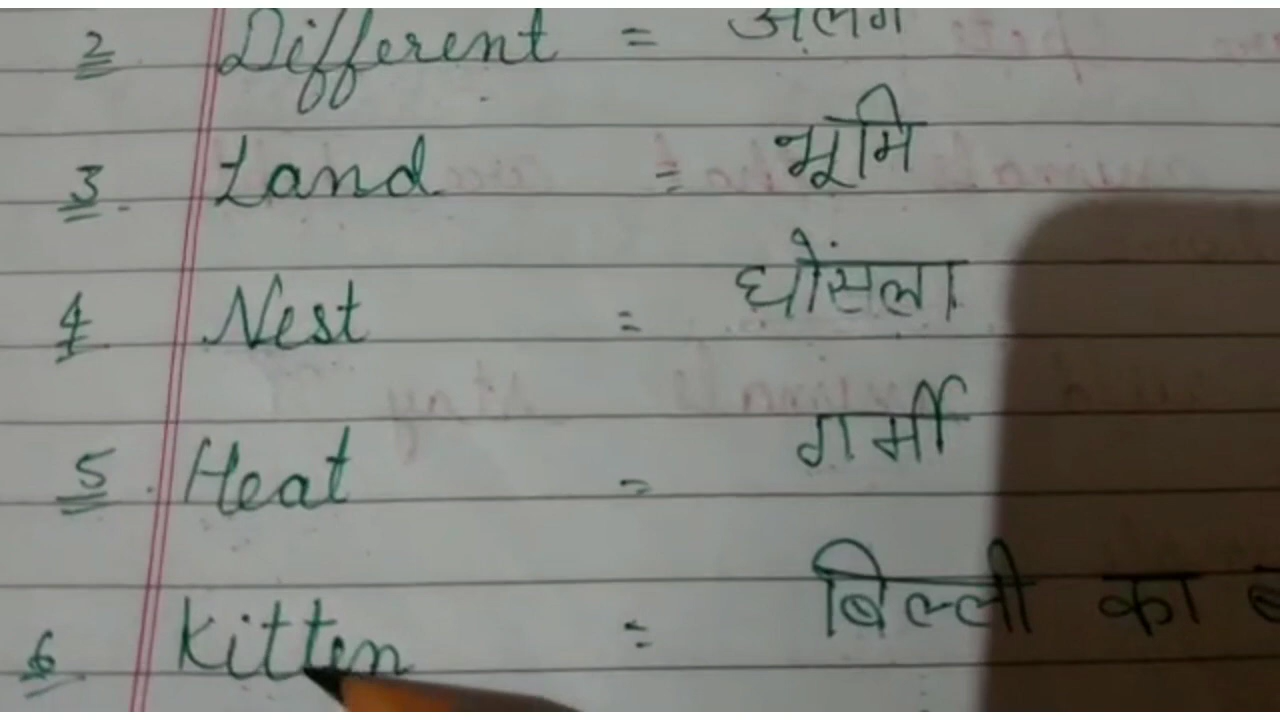 2 Different = अलग
3. Land = भूमि
4 Nest = घोंसला
5. Heat = गर्मी
6 Kitten = बिल्ली का